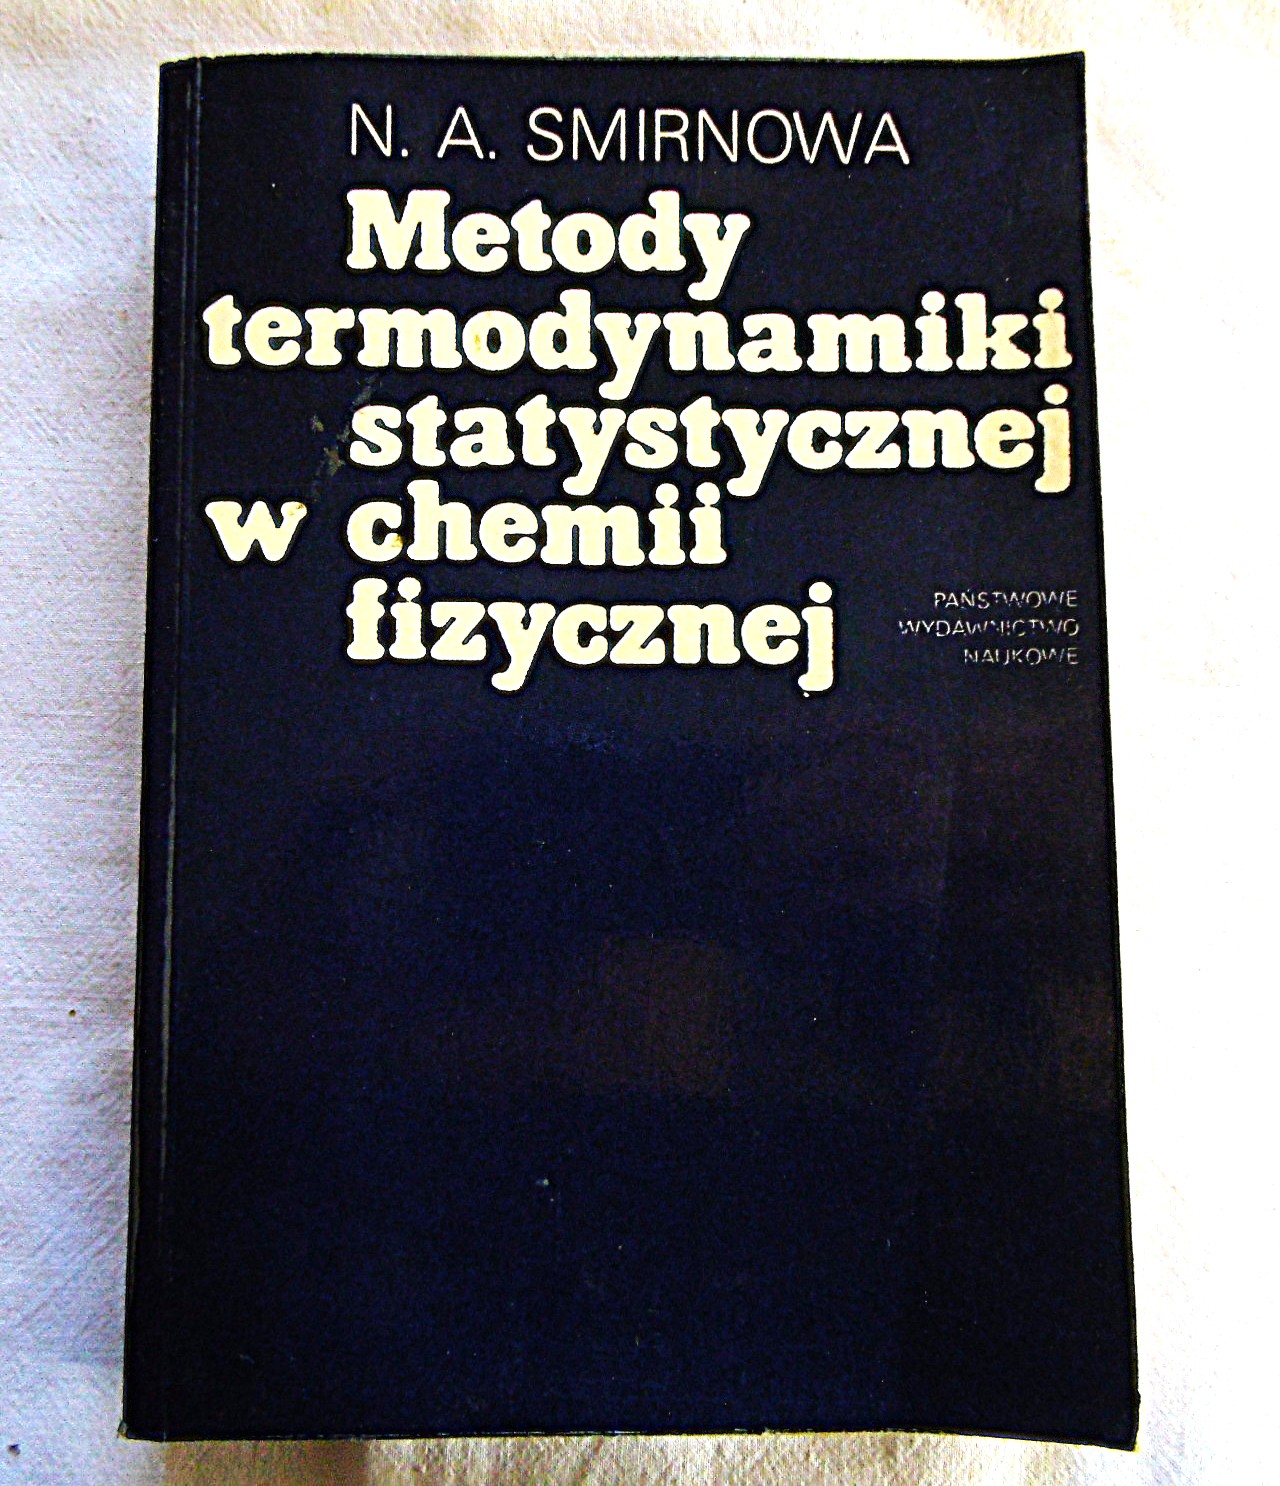 N. A. SMIRNOWA
Metody
termodynamiki
statystycznej
w chemii
fizycznej
PAŃSTWOWE
WYDAWNICTWO
NAUKOWE